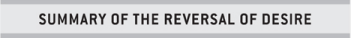 SUMMARY OF THE REVERSAL OF DESIRE